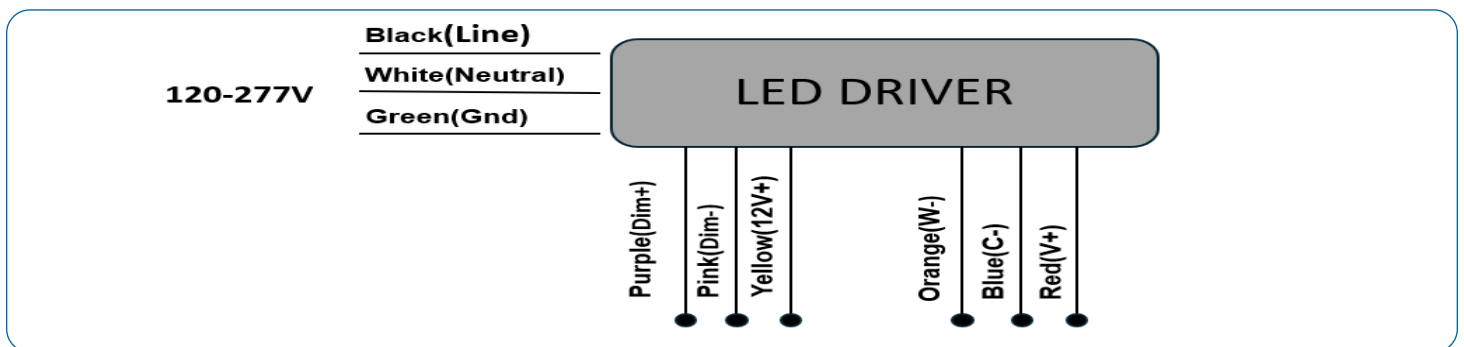 Black(Line)
White(Neutral)
120-277V
Green(Gnd)
LED DRIVER
Purple(Dim+)
Pink(Dim-)
Yellow(12V+)
Orange(W-)
Blue(C-)
Red(V+)